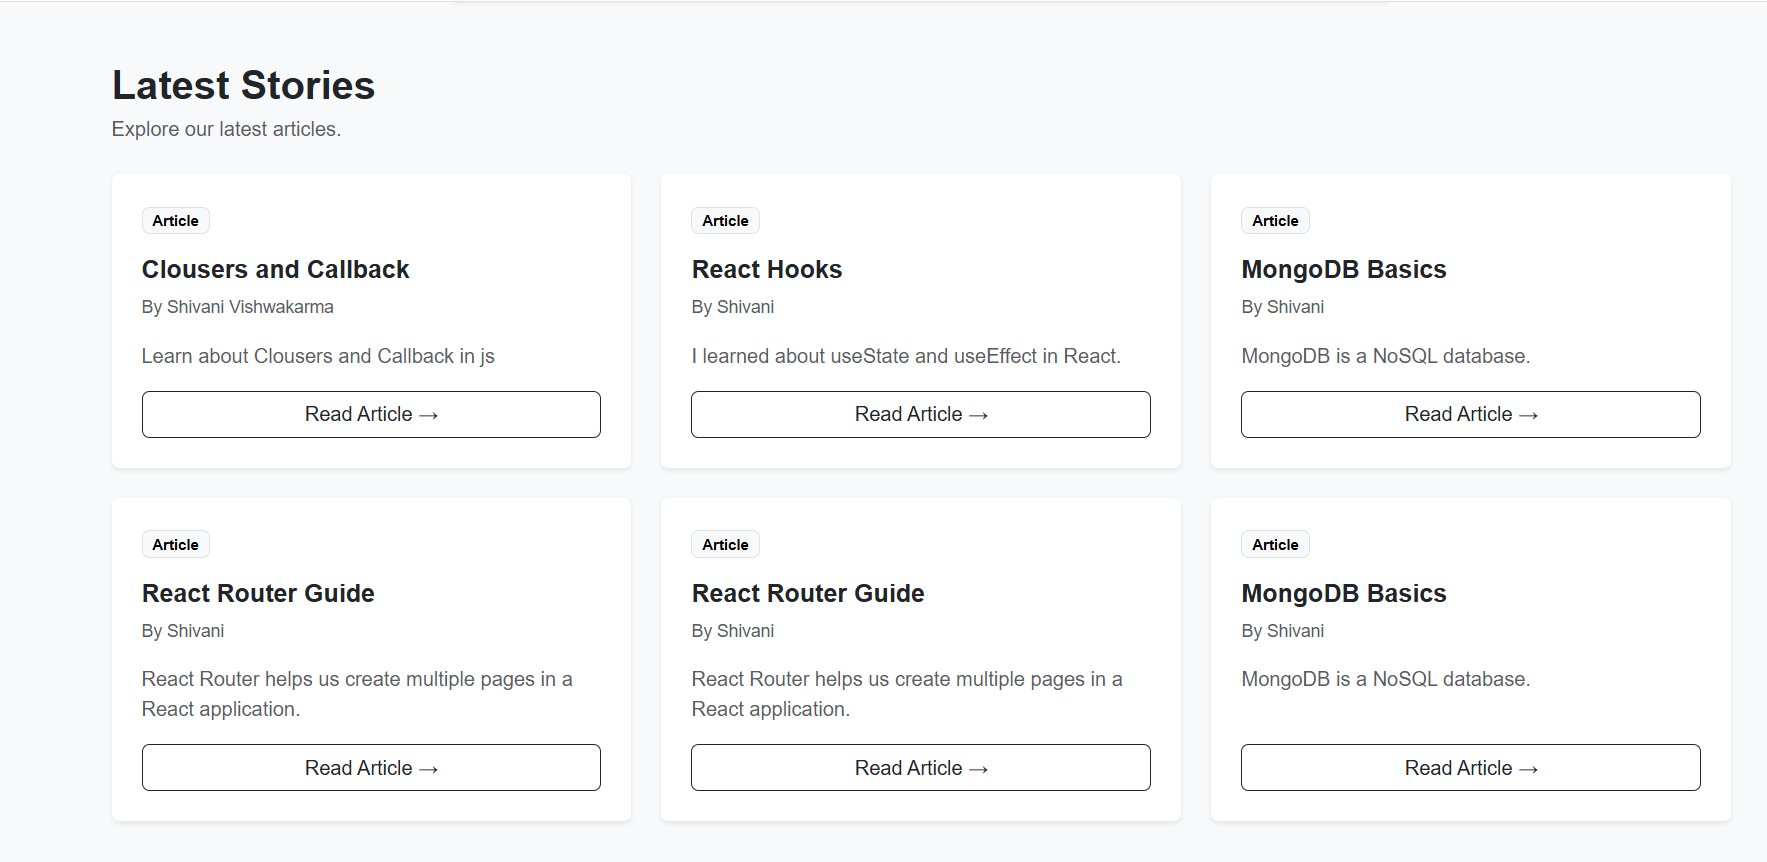 Latest Stories
Explore our latest articles.
Article
Clousers and Callback
By Shivani Vishwakarma
Learn about Clousers and Callback in js
Read Article →
Article
React Hooks
By Shivani
I learned about useState and useEffect in React.
Read Article →
Article
MongoDB Basics
By Shivani
MongoDB is a NoSQL database.
Read Article →
Article
React Router Guide
By Shivani
React Router helps us create multiple pages in a
React application.
Read Article →
Article
React Router Guide
By Shivani
React Router helps us create multiple pages in a
React application.
Read Article →
Article
MongoDB Basics
By Shivani
MongoDB is a NoSQL database.
Read Article →